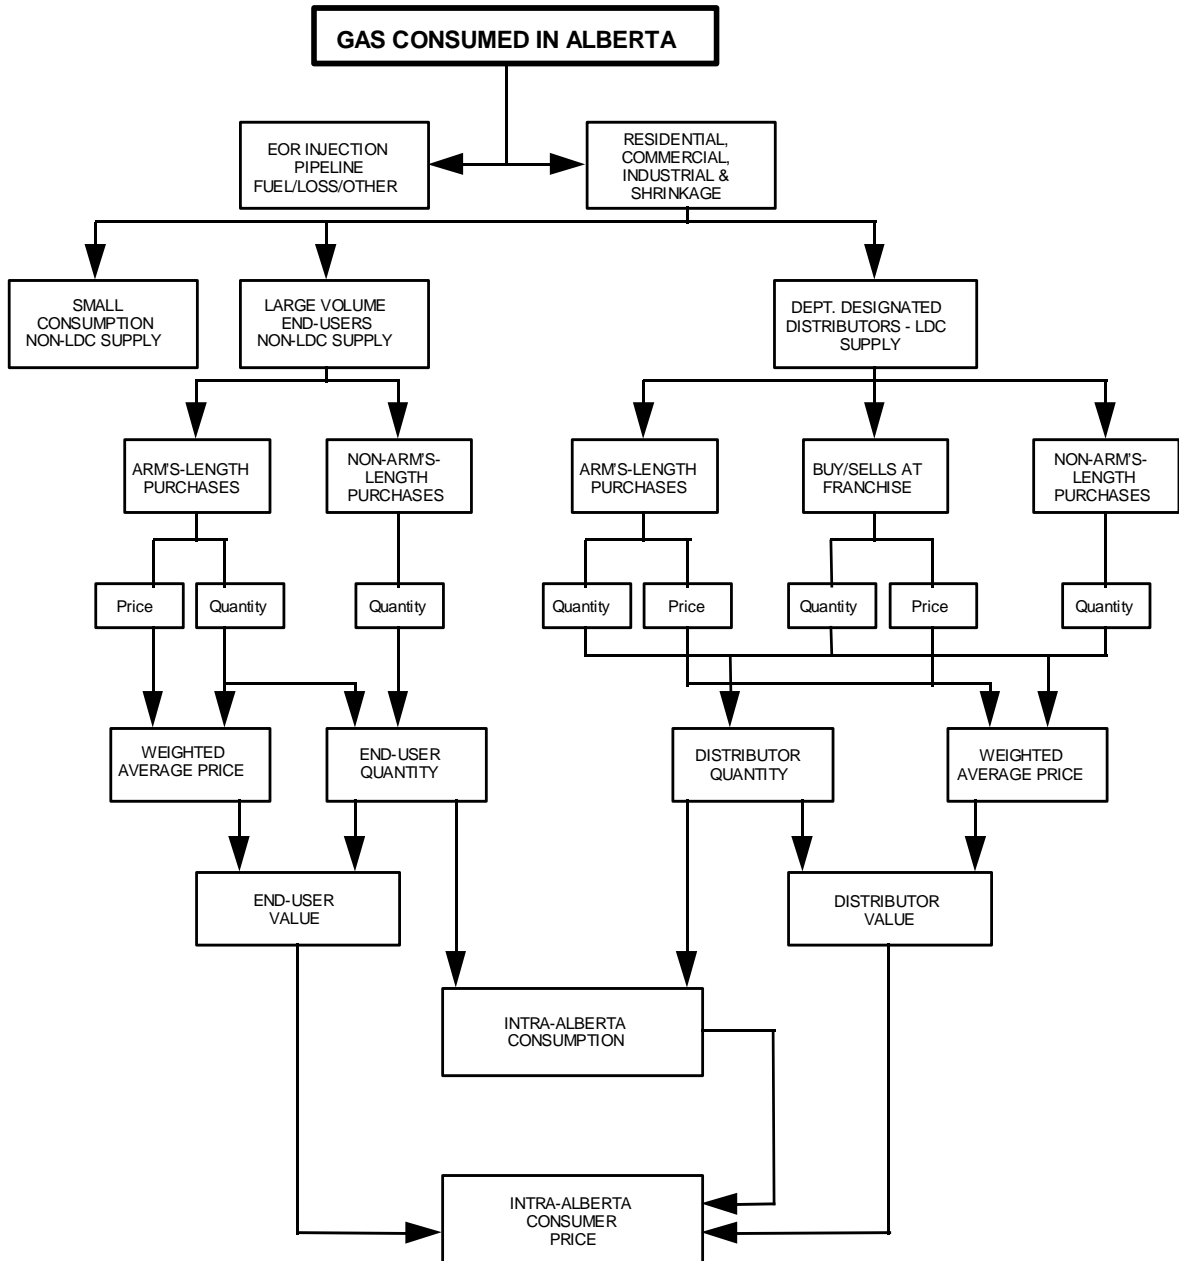 GAS CONSUMED IN ALBERTA
EOR INJECTION
PIPELINE
FUEL/LOSS/OTHER
RESIDENTIAL,
COMMERCIAL,
INDUSTRIAL &
SHRINKAGE
SMALL
CONSUMPTION
NON-LDC SUPPLY
LARGE VOLUME
END-USERS
NON-LDC SUPPLY
DEPT. DESIGNATED
DISTRIBUTORS - LDC
SUPPLY
ARM'S-LENGTH
PURCHASES
NON-ARM'S-
LENGTH
PURCHASES
ARM'S-LENGTH
PURCHASES
BUY/SELLS AT
FRANCHISE
NON-ARM'S-
LENGTH
PURCHASES
Price
Quantity
Quantity
Quantity
Price
Quantity
Price
Quantity
WEIGHTED
AVERAGE PRICE
END-USER
QUANTITY
DISTRIBUTOR
QUANTITY
WEIGHTED
AVERAGE PRICE
END-USER
VALUE
DISTRIBUTOR
VALUE
INTRA-ALBERTA
CONSUMPTION
INTRA-ALBERTA
CONSUMER
PRICE